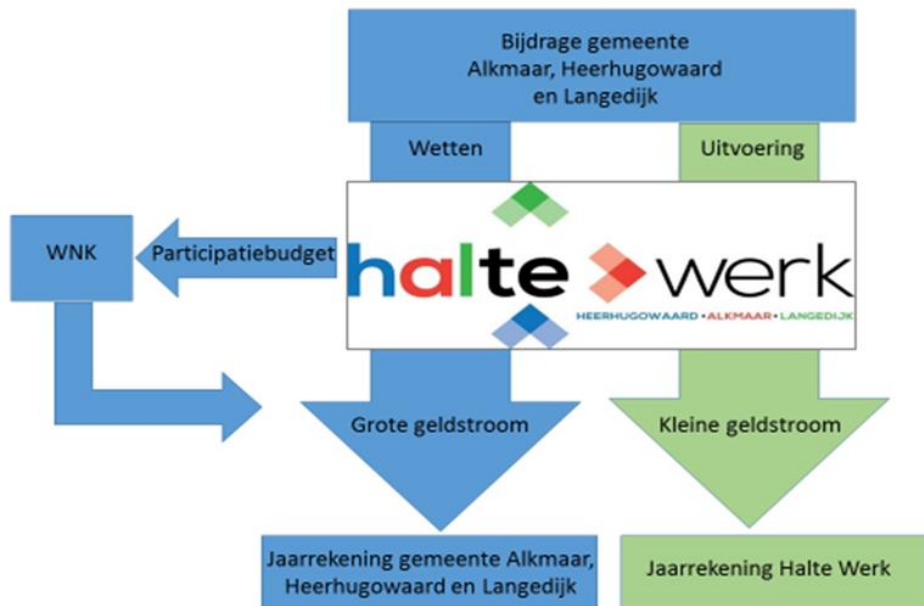 Bijdrage gemeente
Alkmaar, Heerhugowaard
en Langedijk
Wetten
Uitvoering
WNK
Participatiebudget
halte werk
HEERHUGOWAARD • ALKMAAR • LANGEDIJK
Grote geldstroom
Kleine geldstroom
Jaarrekening gemeente Alkmaar,
Heerhugowaard en Langedijk
Jaarrekening Halte Werk